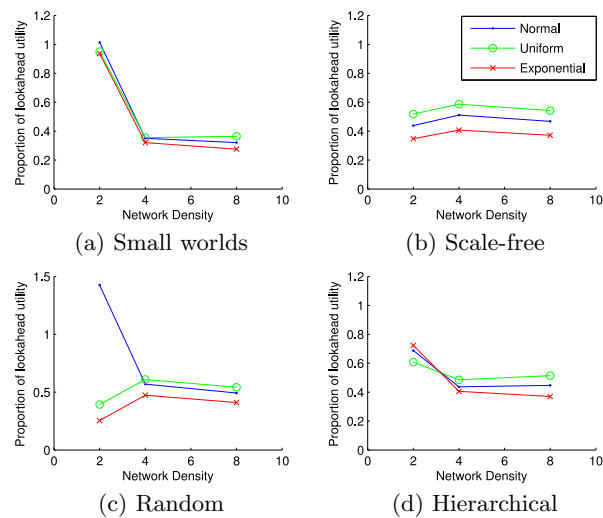 1.2
1
0.8
0.6
0.4
0.2
0
0 2 4 6 8 10
Proportion of lookahead utility
Network Density
(a) Small worlds
1.2
1
0.8
0.6
0.4
0.2
0
0 2 4 6 8 10
Proportion of lookahead utility
Network Density
Normal
Uniform
Exponential
(b) Scale-free
1.5
1
0.5
0
0 2 4 6 8 10
Proportion of lookahead utility
Network Density
(c) Random
1.2
1
0.8
0.6
0.4
0.2
0
0 2 4 6 8 10
Proportion of lookahead utility
Network Density
(d) Hierarchical